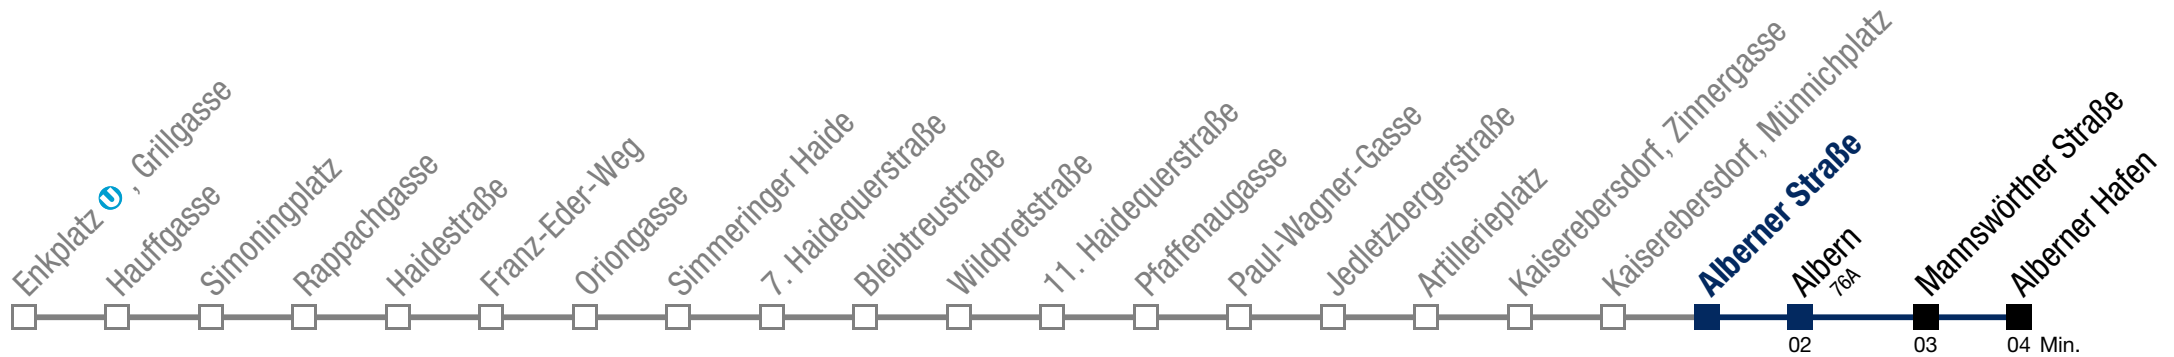 Enkplatz U, Grillgasse
Hauffgasse
Simoningplatz
Rappachgasse
Haidestraße
Franz-Eder-Weg
Oriongasse
Simmeringer Haide
7. Haidequerstraße
Bleibtreustraße
Wildpretstraße
11. Haidequerstraße
Pfaffenaugasse
Paul-Wagner-Gasse
Jedletzbergerstraße
Artillerieplatz
Kaiserebersdorf, Zinnergasse
Kaiserebersdorf, Münnichplatz
Alberner Straße
Albern
76A
Mannswörther Straße
Alberner Hafen
02 03 04 Min.